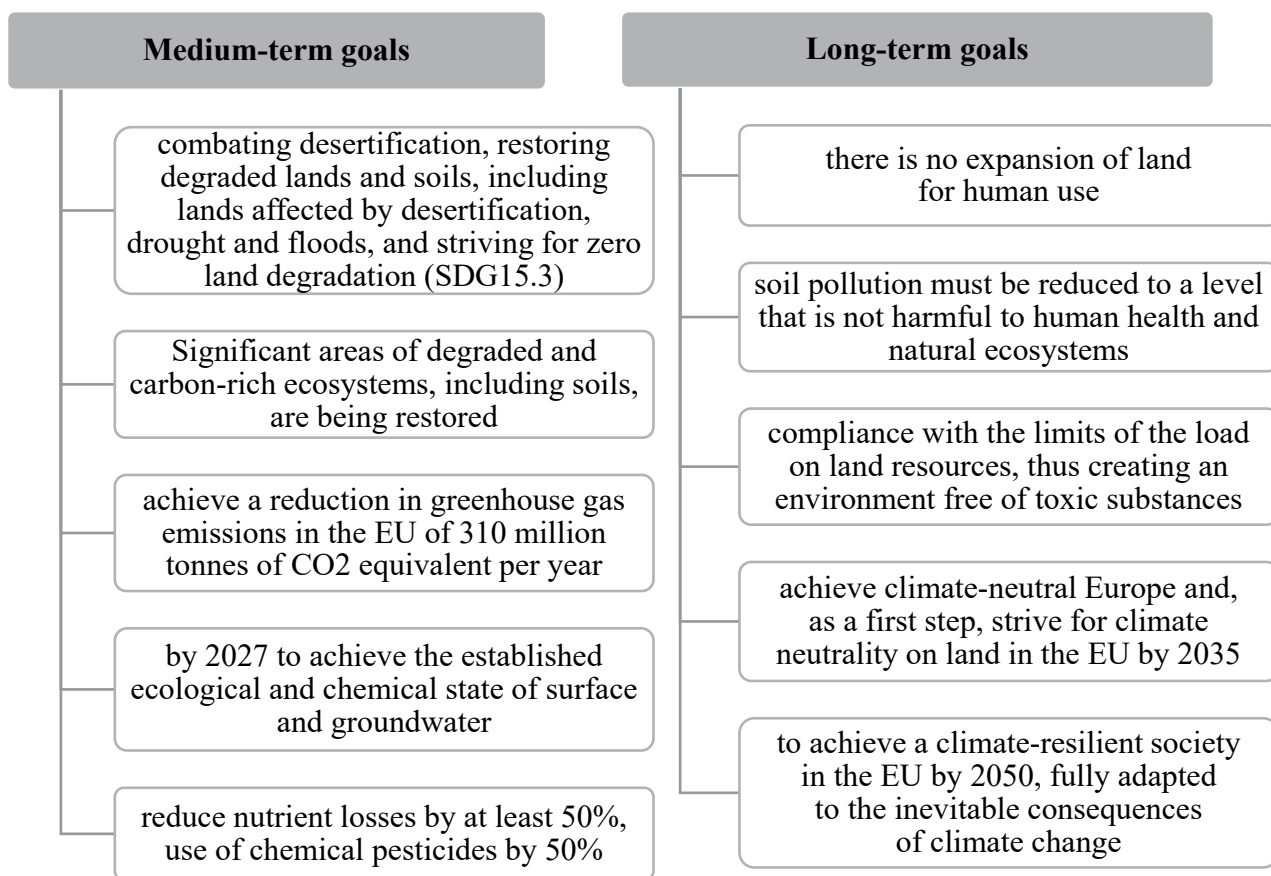 Medium-term goals
combating desertification, restoring
degraded lands and soils, including
lands affected by desertification,
drought and floods, and striving for zero
land degradation (SDG15.3)
Significant areas of degraded and
carbon-rich ecosystems, including soils,
are being restored
achieve a reduction in greenhouse gas
emissions in the EU of 310 million
tonnes of CO2 equivalent per year
by 2027 to achieve the established
ecological and chemical state of surface
and groundwater
reduce nutrient losses by at least 50%,
use of chemical pesticides by 50%
Long-term goals
there is no expansion of land
for human use
soil pollution must be reduced to a level
that is not harmful to human health and
natural ecosystems
compliance with the limits of the load
on land resources, thus creating an
environment free of toxic substances
achieve climate-neutral Europe and,
as a first step, strive for climate
neutrality on land in the EU by 2035
to achieve a climate-resilient society
in the EU by 2050, fully adapted
to the inevitable consequences
of climate change